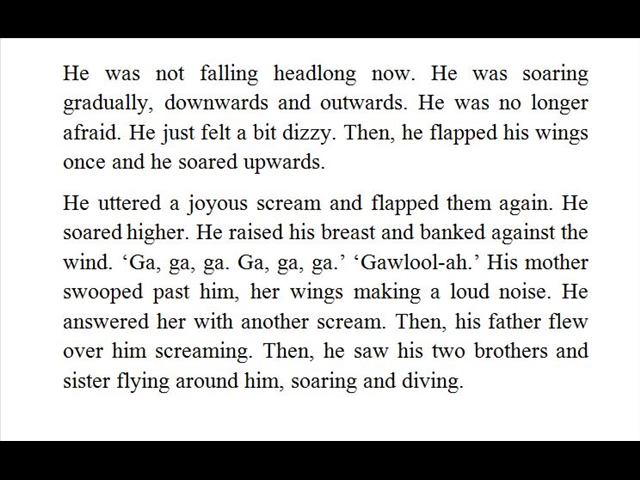 He was not falling headlong now. He was soaring
gradually, downwards and outwards. He was no longer
afraid. He just felt a bit dizzy. Then, he flapped his wings
once and he soared upwards.
He uttered a joyous scream and flapped them again. He
soared higher. He raised his breast and banked against the
wind. ‘Ga, ga, ga. Ga, ga, ga.’ ‘Gawlool-ah.’ His mother
swooped past him, her wings making a loud noise. He
answered her with another scream. Then, his father flew
over him screaming. Then, he saw his two brothers and
sister flying around him, soaring and diving.